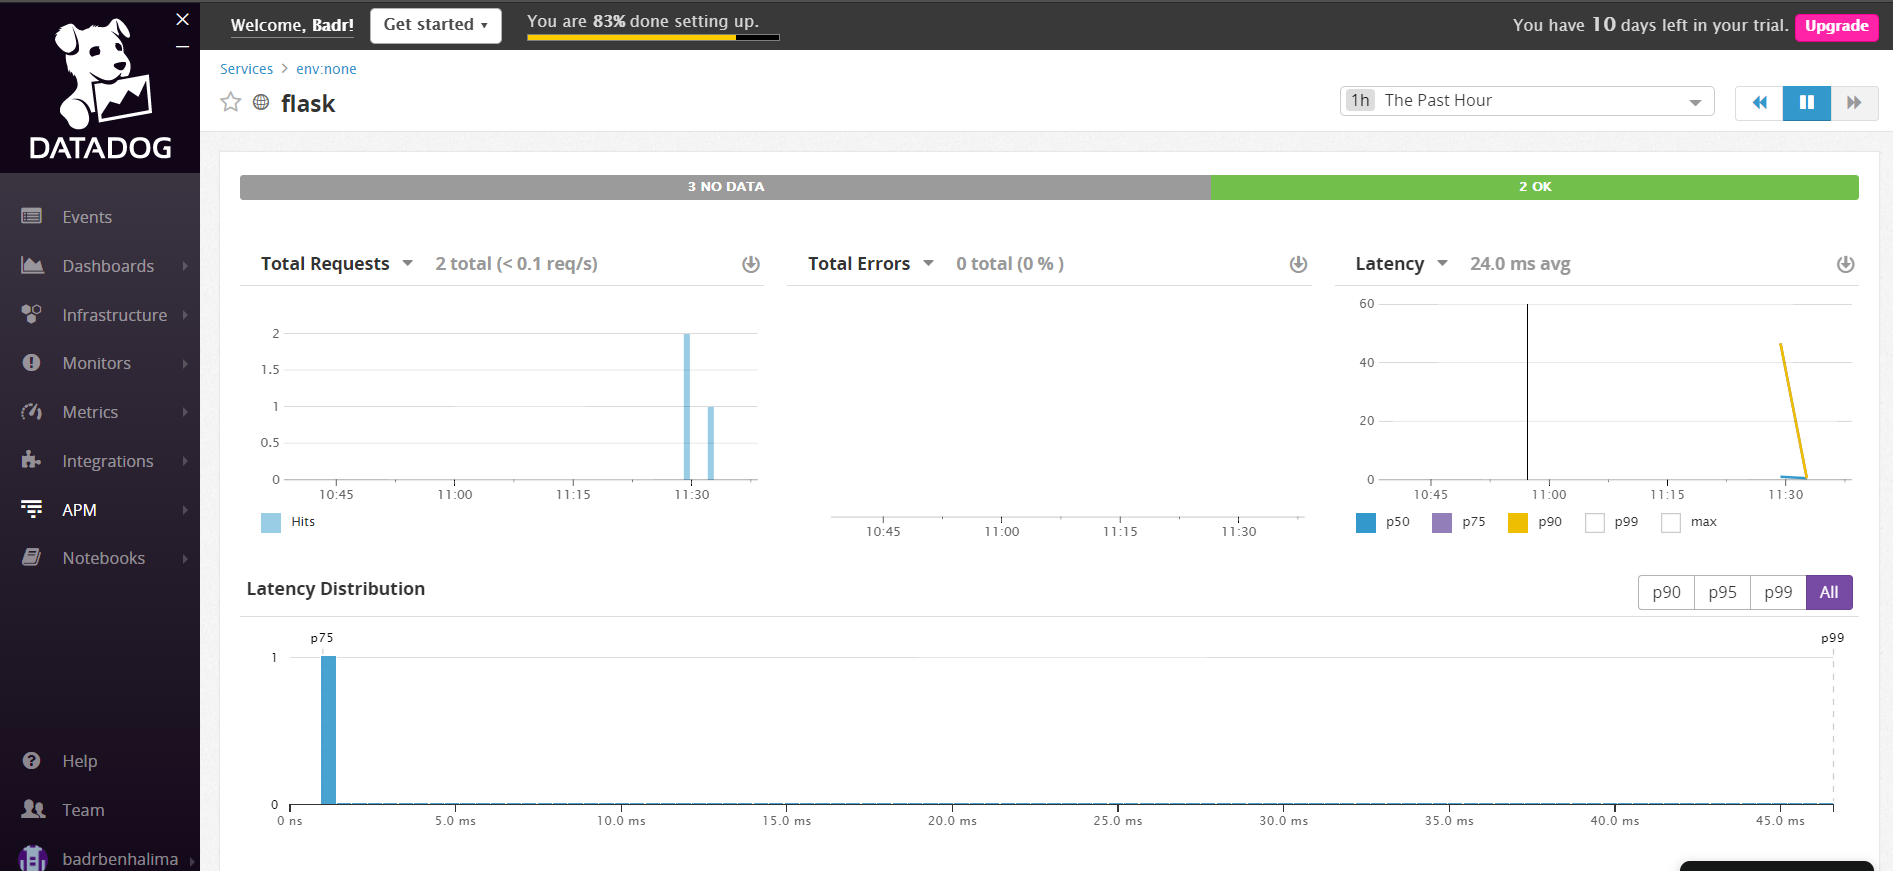 DATADOG
Events
Dashboards
Infrastructure
Monitors
Metrics
Integrations
APM
Notebooks
Help
Team
badrbenhalima
Welcome, Badr!
Get started
You are 83% done setting up.
You have 10 days left in your trial.
Upgrade
Services > env:none
flask
1h The Past Hour
3 NO DATA
2 OK
Total Requests 2 total (< 0.1 req/s)
2
1.5
1
0.5
0
10:45 11:00 11:15 11:30
Hits
Total Errors 0 total (0 % )
10:45 11:00 11:15 11:30
Latency 24.0 ms avg
60
40
20
0
10:45 11:00 11:15 11:30
p50 p75 p90 p99 max
Latency Distribution
p90 p95 p99 All
p75 p99
1
0
0 ns 5.0 ms 10.0 ms 15.0 ms 20.0 ms 25.0 ms 30.0 ms 35.0 ms 40.0 ms 45.0 ms